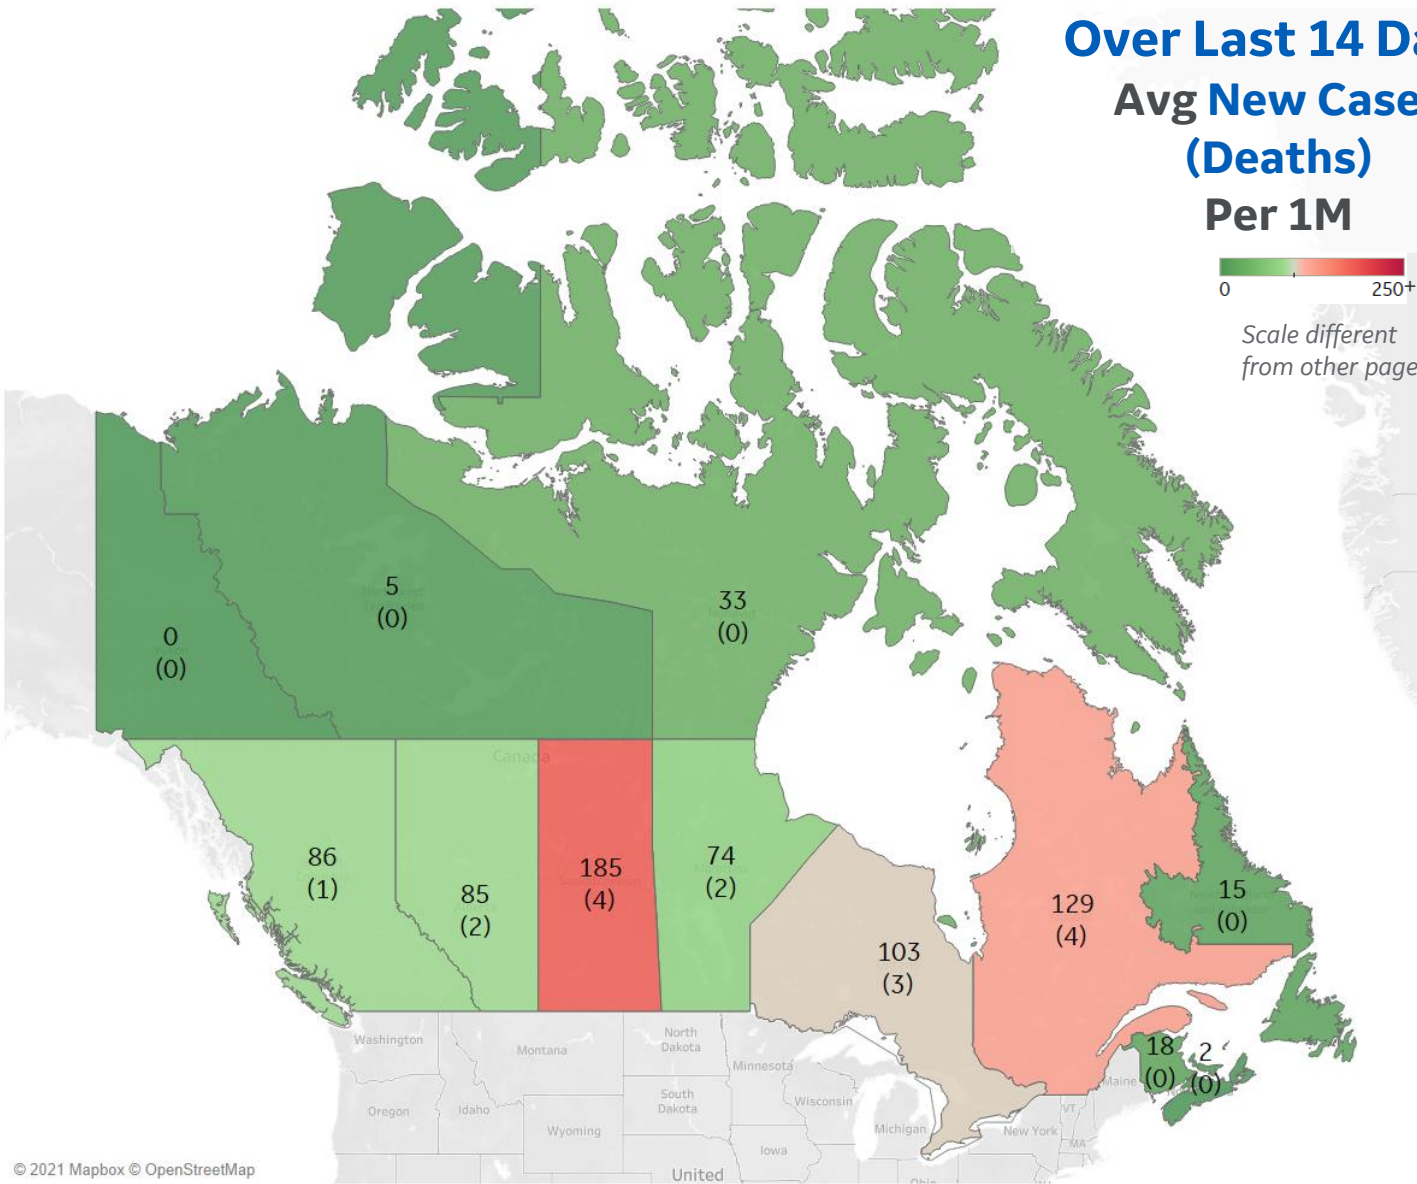 Over Last 14 Da
Avg New Case
(Deaths)
Per 1M
0 250+
Scale different
from other page
5
(0)
33
(0)
0
(0)
Canada
86
(1)
85
(2)
185
(4)
74
(2)
103
(3)
129
(4)
15
(0)
18
(0)
2
(0)
Washington
Montana
North
Dakota
Minnesota
Oregon
Idaho
South
Dakota
Wisconsin
Wyoming
Michigan
New York
VT
Maine
MA
Iowa
United
Ohio
© 2021 Mapbox © OpenStreetMap